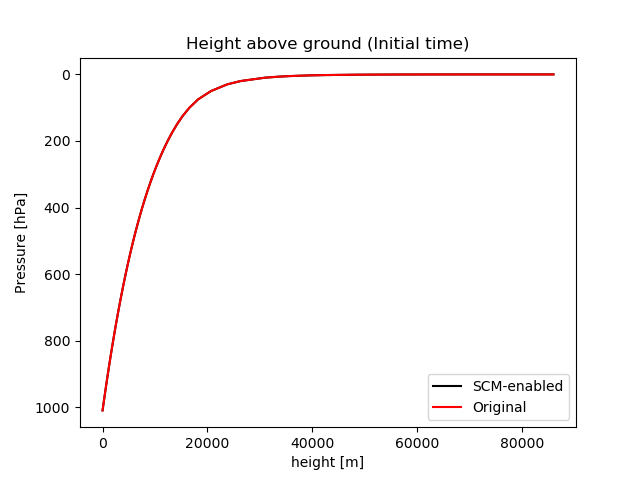 Height above ground (Initial time)
Pressure [hPa]
0
200
400
600
800
1000
0 20000 40000 60000 80000
height [m]
SCM-enabled
Original